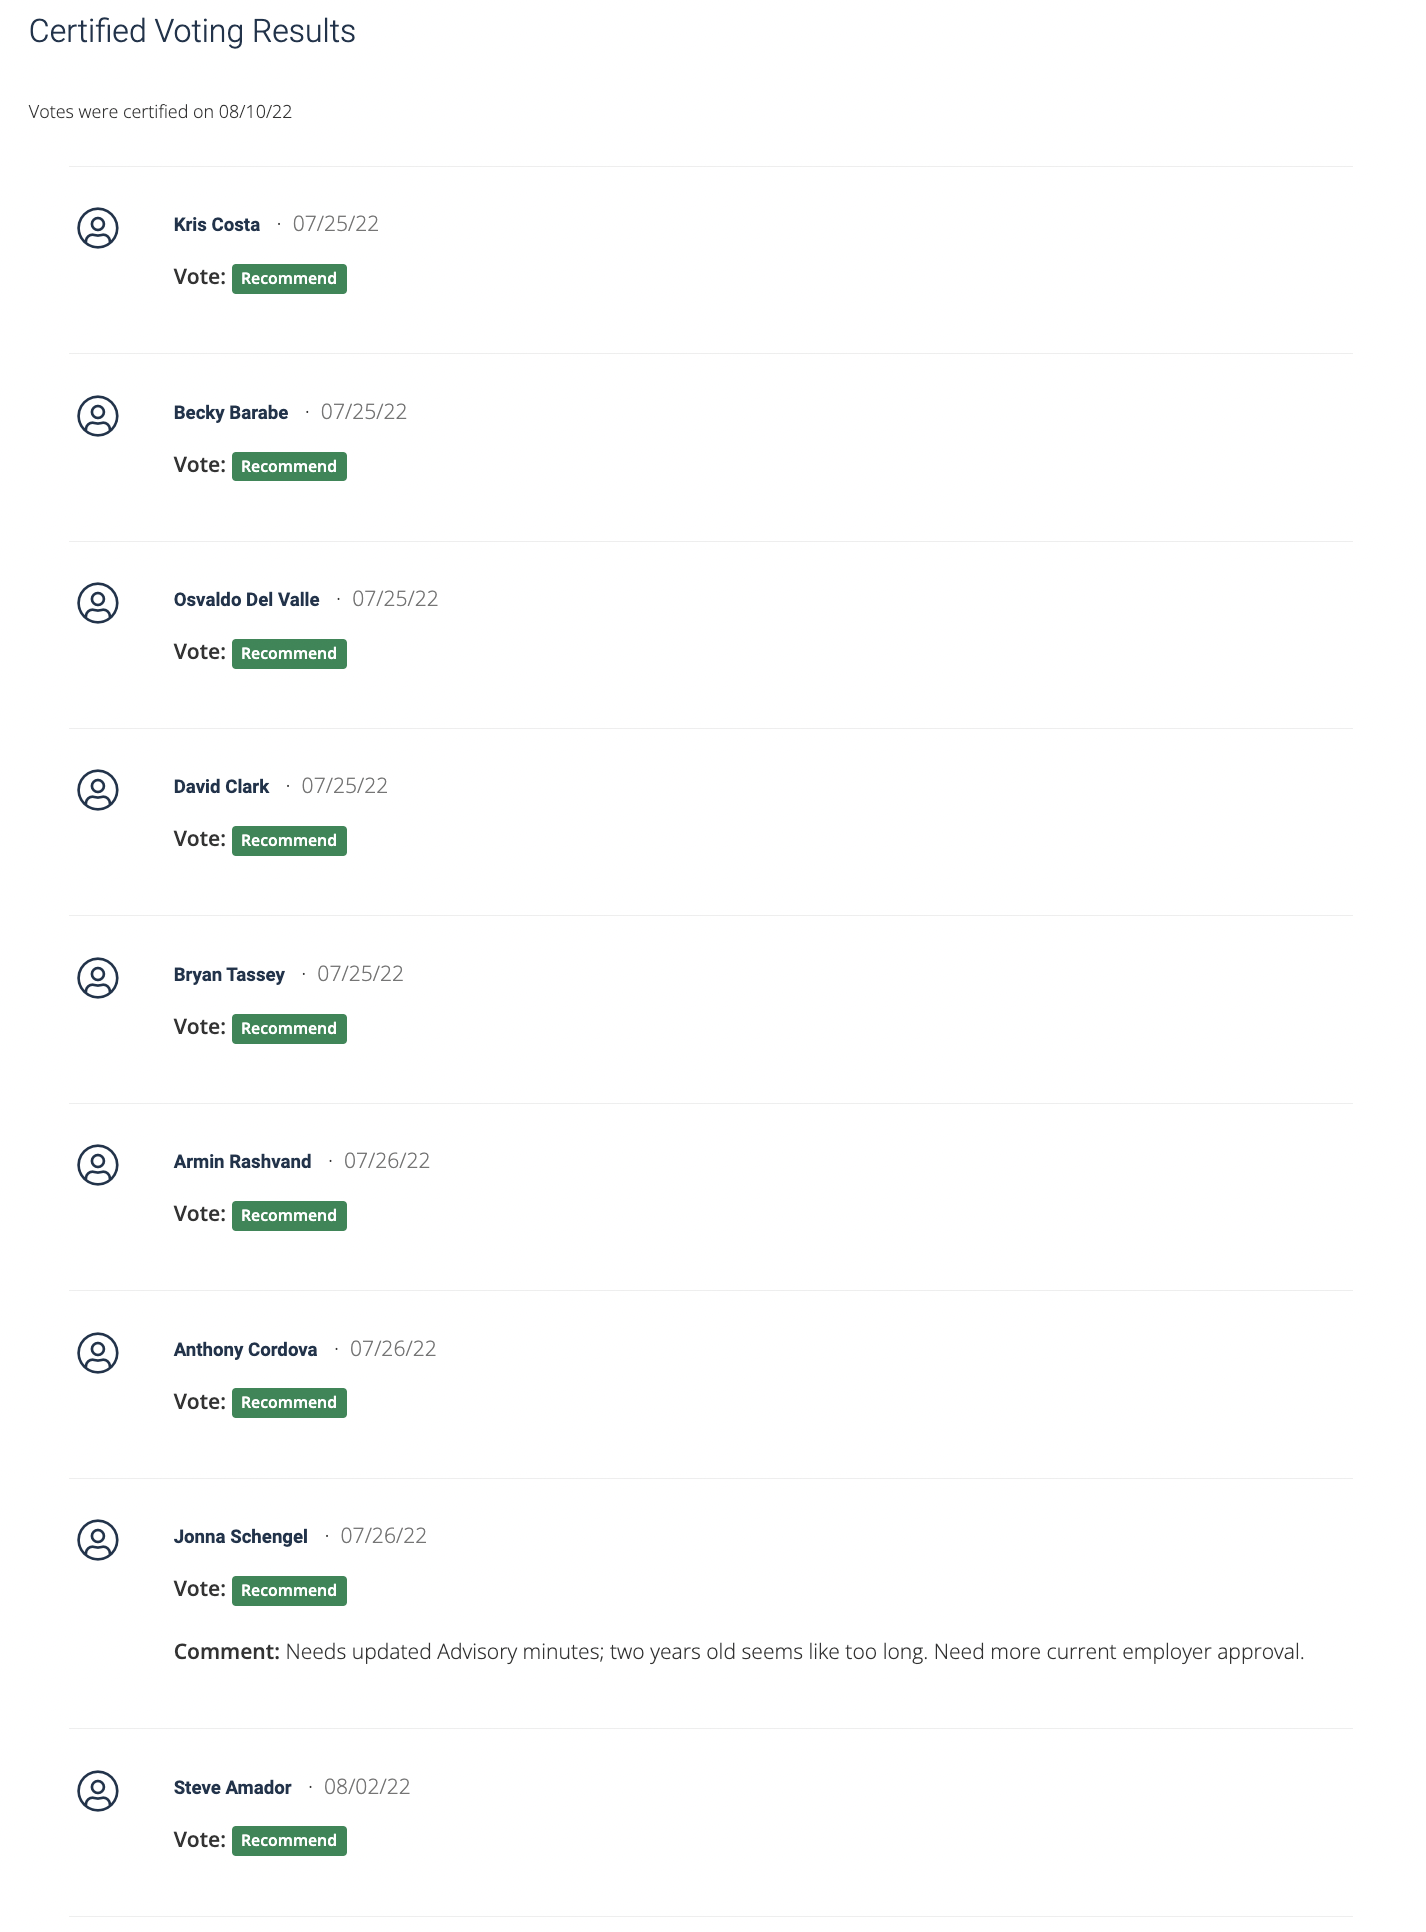 Certified Voting Results
Votes were certified on 08/10/22
Kris Costa · 07/25/22
Vote: Recommend
Becky Barabe · 07/25/22
Vote: Recommend
Osvaldo Del Valle · 07/25/22
Vote: Recommend
David Clark · 07/25/22
Vote: Recommend
Bryan Tassey · 07/25/22
Vote: Recommend
Armin Rashvand · 07/26/22
Vote: Recommend
Anthony Cordova · 07/26/22
Vote: Recommend
Jonna Schengel · 07/26/22
Vote: Recommend
Comment: Needs updated Advisory minutes; two years old seems like too long. Need more current employer approval.
Steve Amador · 08/02/22
Vote: Recommend